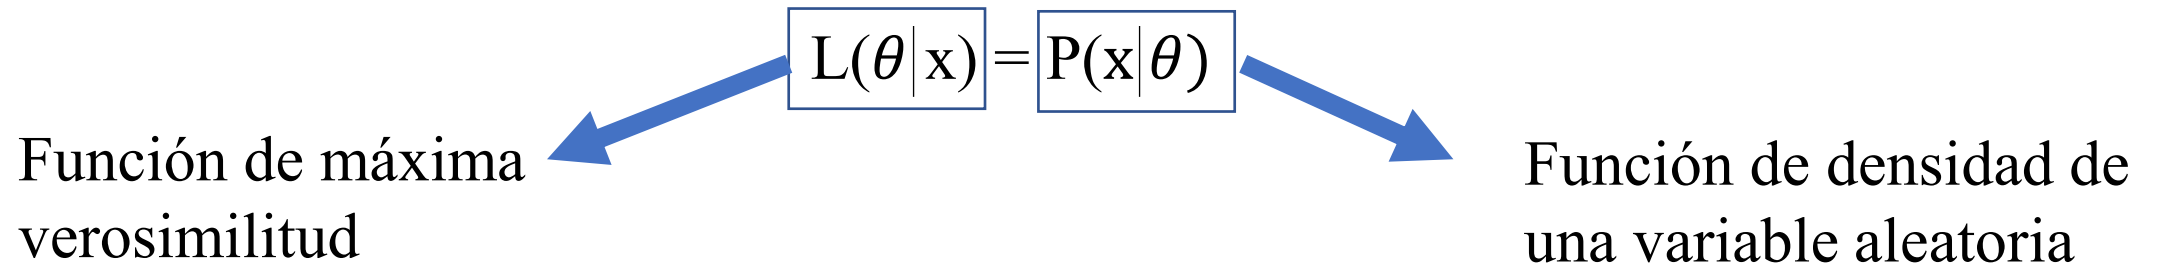 L(θ|x) = P(x|θ)
Función de máxima
verosimilitud
Función de densidad de
una variable aleatoria